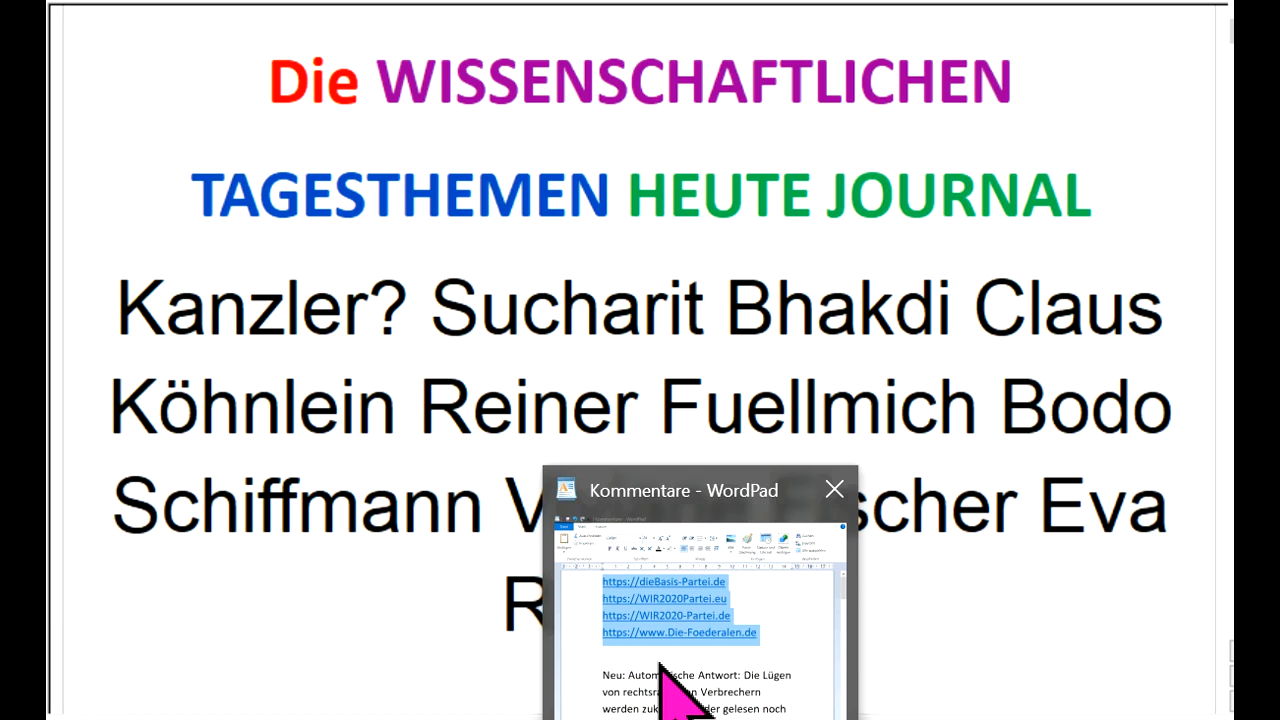 Die WISSENSCHAFTLICHEN
TAGESTHEMEN HEUTE JOURNAL
Kanzler? Sucharit Bhakdi Claus
Köhnlein Reiner Fuellmich Bodo
Schiffmann Eva
Kommentare - WordPad
https://dieBasis-Partei.de
https://WIR2020Partei.eu
https://WIR2020-Partei.de
https://www.Die-Foederalen.de
Neu: Antwort: Die Lügen
von Verbrechern
werden gelesen noch